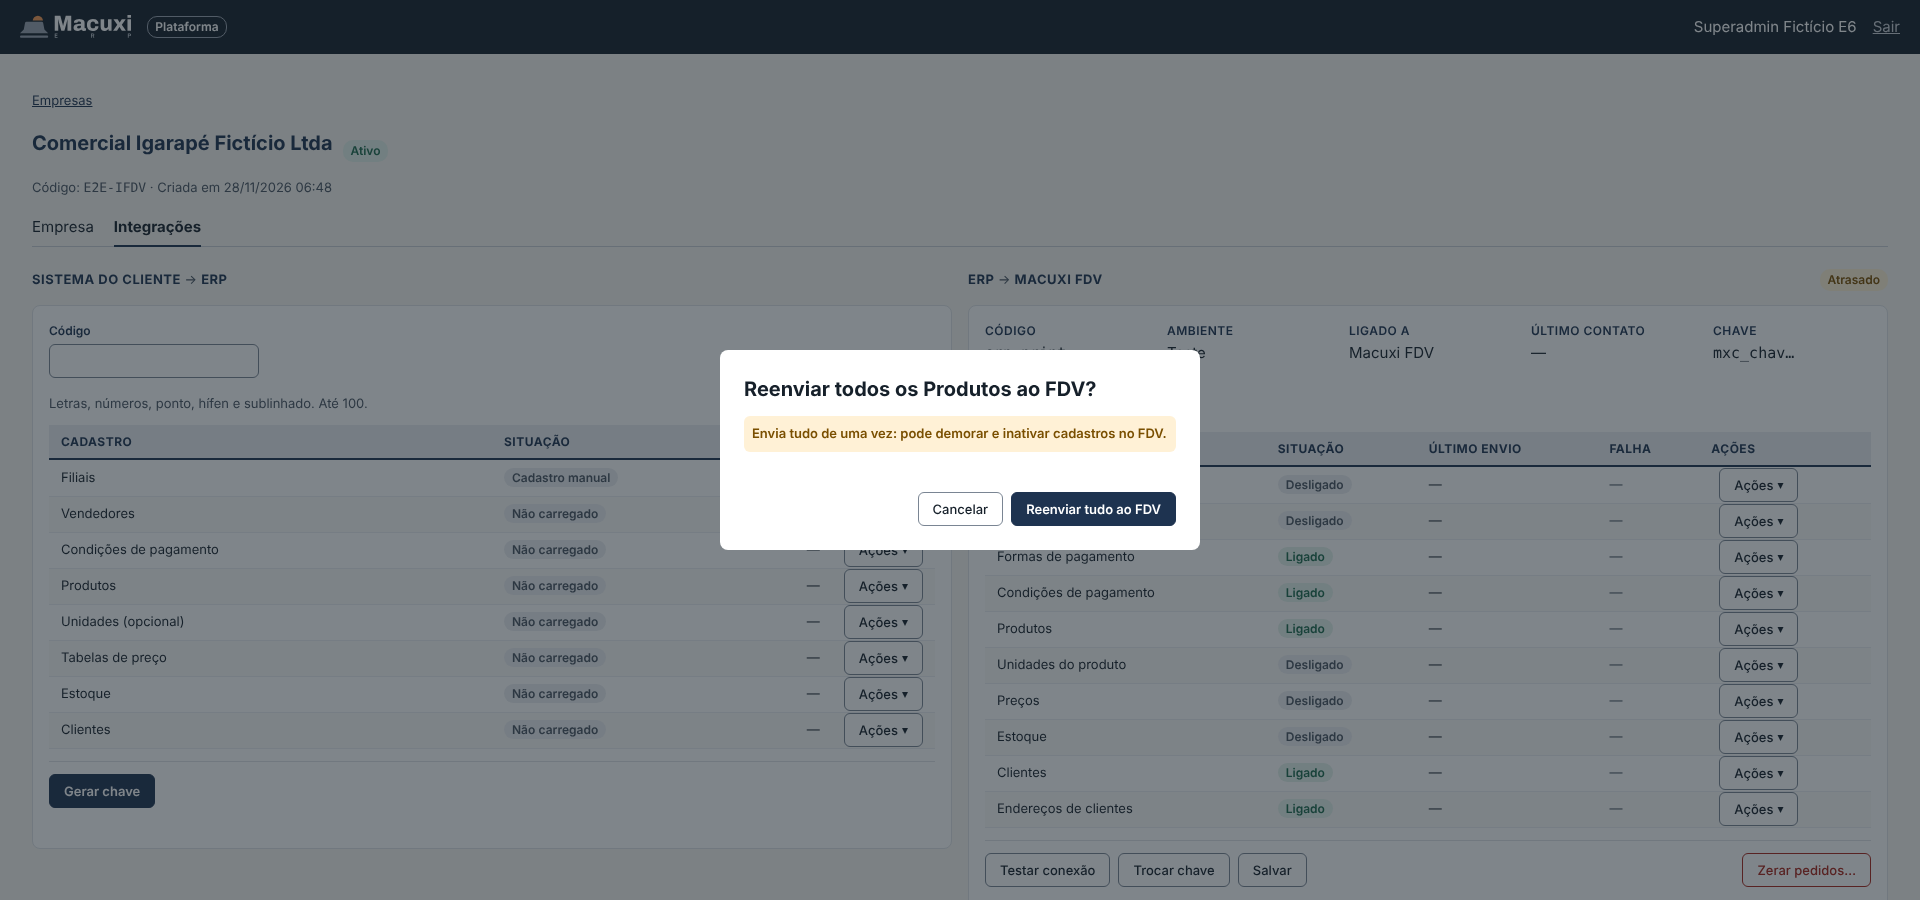 Macuxi
ERP
Plataforma
Superadmin Fictício E6
Sair
Empresas
Comercial Igarapé Fictício Ltda
Ativo
Código: E2E-IFDV · Criada em 28/11/2026 06:48
Empresa
Integrações
SISTEMA DO CLIENTE → ERP
Código
Letras, números, ponto, hífen e sublinhado. Até 100.
CADASTRO SITUAÇÃO
Filiais Cadastro manual
Vendedores Não carregado
Condições de pagamento Não carregado — Ações ▾
Produtos Não carregado — Ações ▾
Unidades (opcional) Não carregado — Ações ▾
Tabelas de preço Não carregado — Ações ▾
Estoque Não carregado — Ações ▾
Clientes Não carregado — Ações ▾
Gerar chave
ERP → MACUXI FDV
Atrasado
CÓDIGO AMBIENTE LIGADO A ÚLTIMO CONTATO CHAVE
Macuxi FDV — mxc_chav…
SITUAÇÃO ÚLTIMO ENVIO FALHA AÇÕES
Desligado — — Ações ▾
Desligado — — Ações ▾
Formas de pagamento Ligado — — Ações ▾
Condições de pagamento Ligado — — Ações ▾
Produtos Ligado — — Ações ▾
Unidades do produto Desligado — — Ações ▾
Preços Desligado — — Ações ▾
Estoque Desligado — — Ações ▾
Clientes Ligado — — Ações ▾
Endereços de clientes Ligado — — Ações ▾
Testar conexão
Trocar chave
Salvar
Zerar pedidos…
Reenviar todos os Produtos ao FDV?
Envia tudo de uma vez: pode demorar e inativar cadastros no FDV.
Cancelar
Reenviar tudo ao FDV